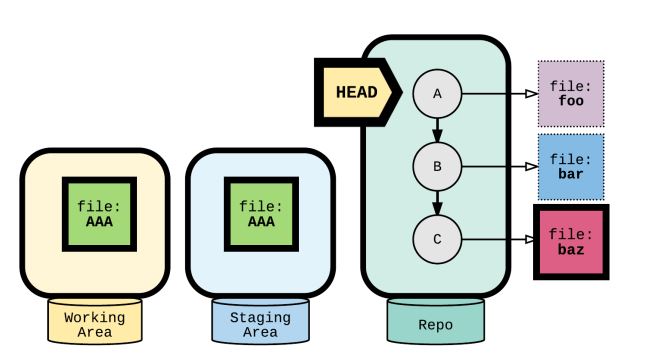 HEAD
A
file:
foo
B
file:
bar
file:
AAA
file:
AAA
C
file:
baz
Working
Area
Staging
Area
Repo